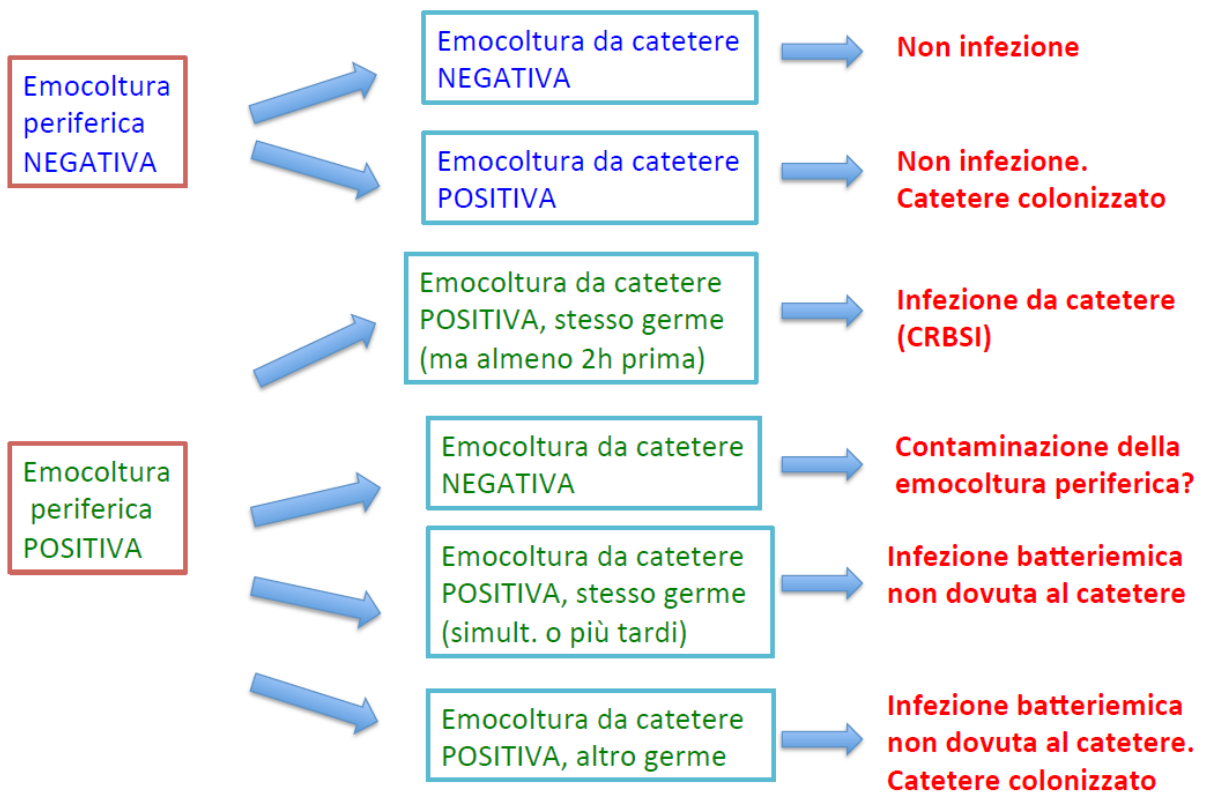 Emocoltura
periferica
NEGATIVA
Emocoltura da catetere
NEGATIVA
Non infezione
Emocoltura da catetere
POSITIVA
Non infezione.
Catetere colonizzato
Emocoltura
periferica
POSITIVA
Emocoltura da catetere
POSITIVA, stesso germe
(ma almeno 2h prima)
Infezione da catetere
(CRBSI)
Emocoltura da catetere
NEGATIVA
Contaminazione della
emocoltura periferica?
Emocoltura da catetere
POSITIVA, stesso germe
(simult. o più tardi)
Infezione batteriemica
non dovuta al catetere
Emocoltura da catetere
POSITIVA, altro germe
Infezione batteriemica
non dovuta al catetere.
Catetere colonizzato